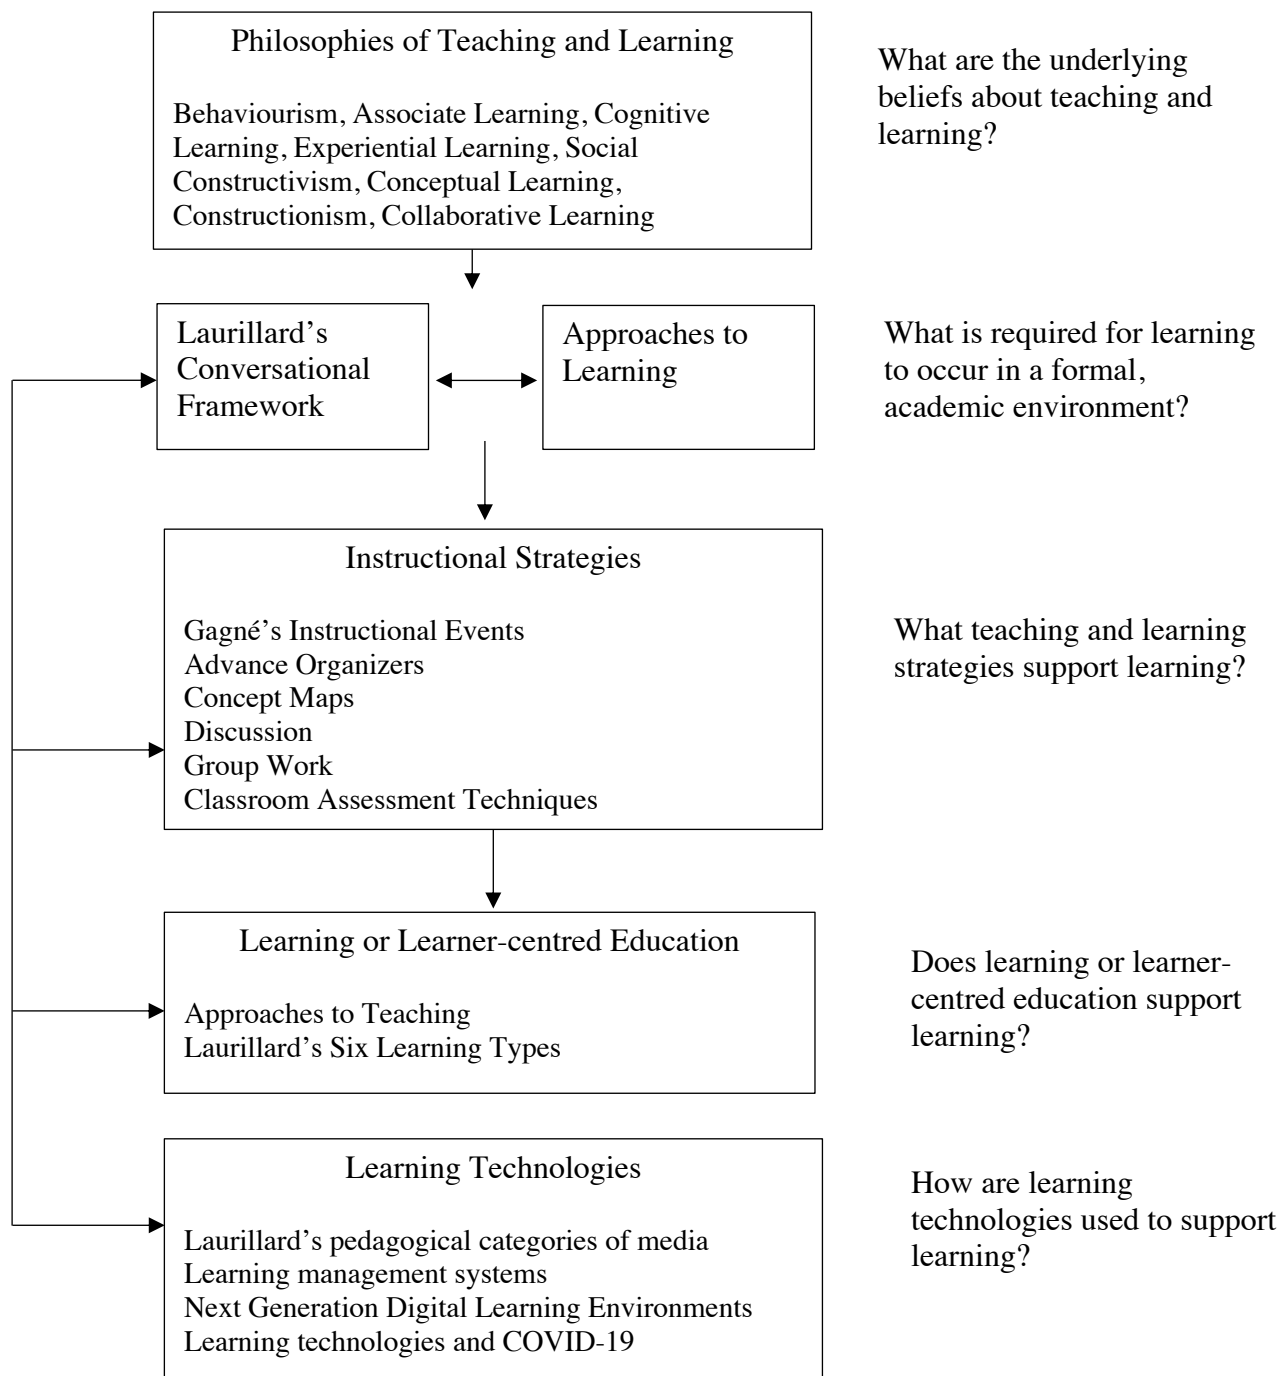 Philosophies of Teaching and Learning
Behaviourism, Associate Learning, Cognitive
Learning, Experiential Learning, Social
Constructivism, Conceptual Learning,
Constructionism, Collaborative Learning
What are the underlying
beliefs about teaching and
learning?
Laurillard’s
Conversational
Framework
Approaches to
Learning
What is required for learning
to occur in a formal,
academic environment?
Instructional Strategies
Gagné’s Instructional Events
Advance Organizers
Concept Maps
Discussion
Group Work
Classroom Assessment Techniques
What teaching and learning
strategies support learning?
Learning or Learner-centred Education
Approaches to Teaching
Laurillard’s Six Learning Types
Does learning or learner-
centred education support
learning?
Learning Technologies
Laurillard’s pedagogical categories of media
Learning management systems
Next Generation Digital Learning Environments
Learning technologies and COVID-19
How are learning
technologies used to support
learning?